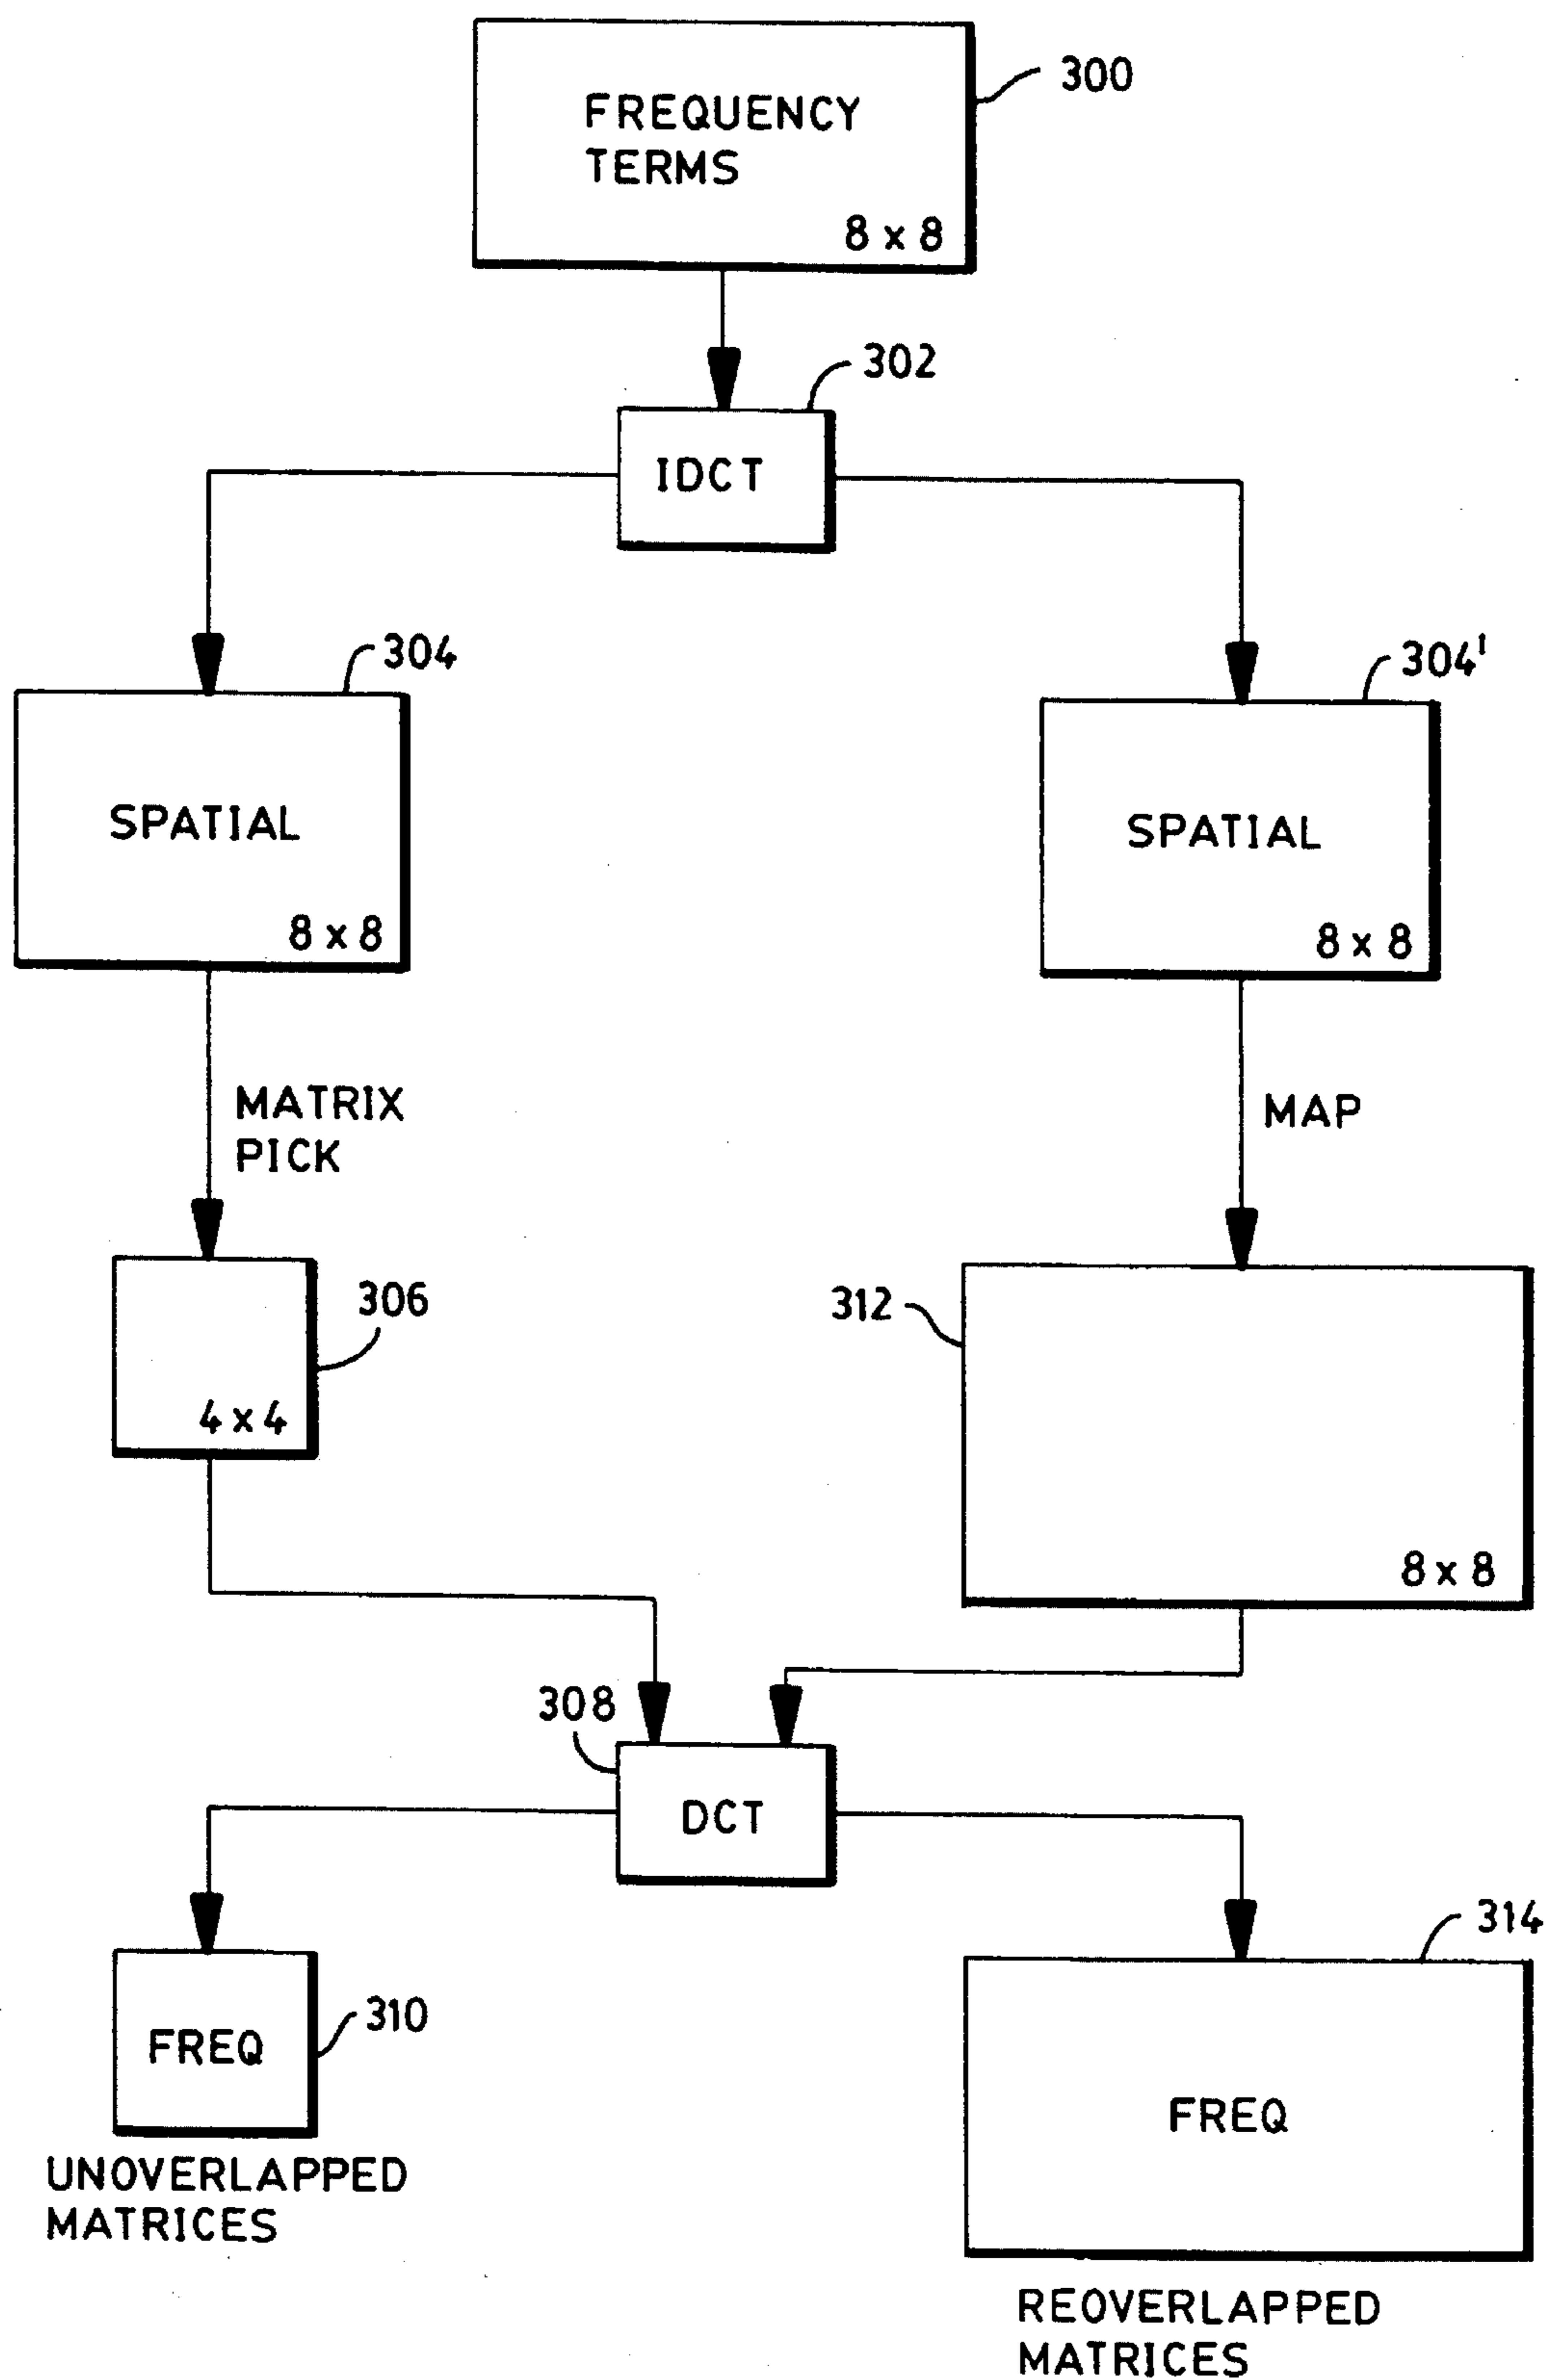 300
FREQUENCY
TERMS
8 x 8
302
IDCT
304
304'
SPATIAL
8 x 8
SPATIAL
8 x 8
MATRIX
PICK
MAP
306
4 x 4
312
8 x 8
308
DCT
310
FREQ
UNOVERLAPPED
MATRICES
314
FREQ
REOVERLAPPED
MATRICES